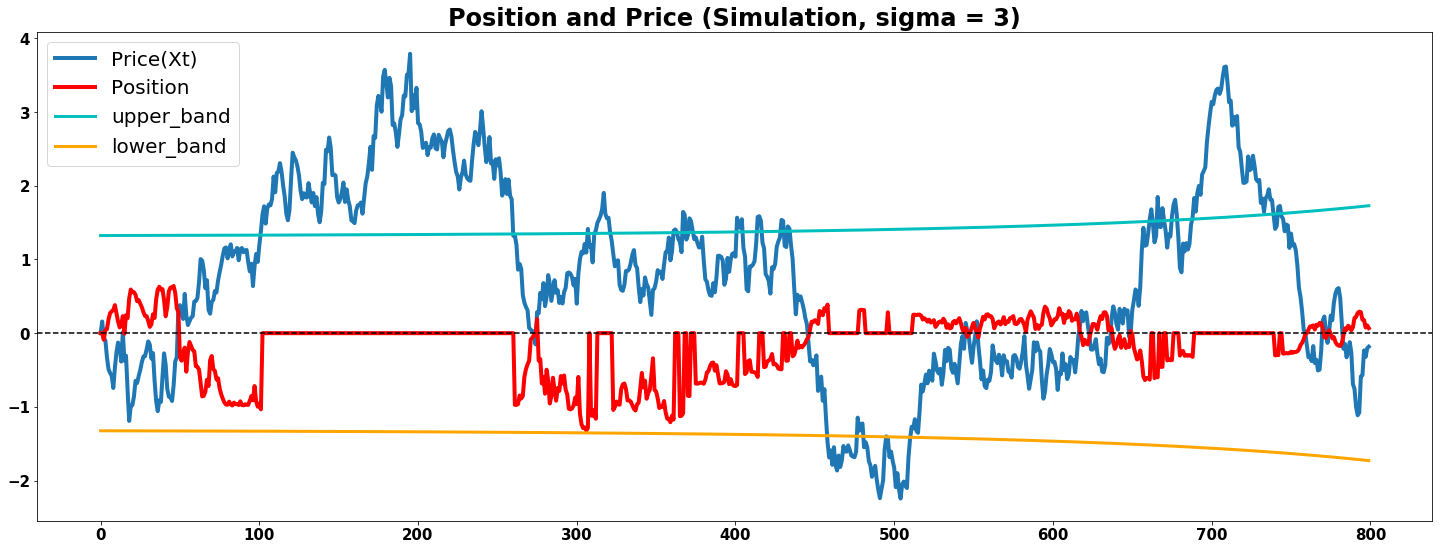 Position and Price (Simulation, sigma = 3)
Price(Xt)
Position
upper_band
lower_band
4
3
2
1
0
−1
−2
0 100 200 300 400 500 600 700 800